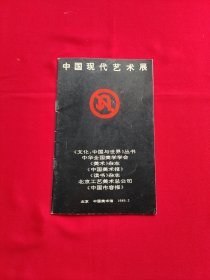 中国现代艺术展
《文化：中国与世界》丛书
中华全国美学学会
《美术》杂志
《中国美术报》
《读书》杂志
北京工艺美术总公司
《中国市容报》
北京 中国美术馆 1989.2